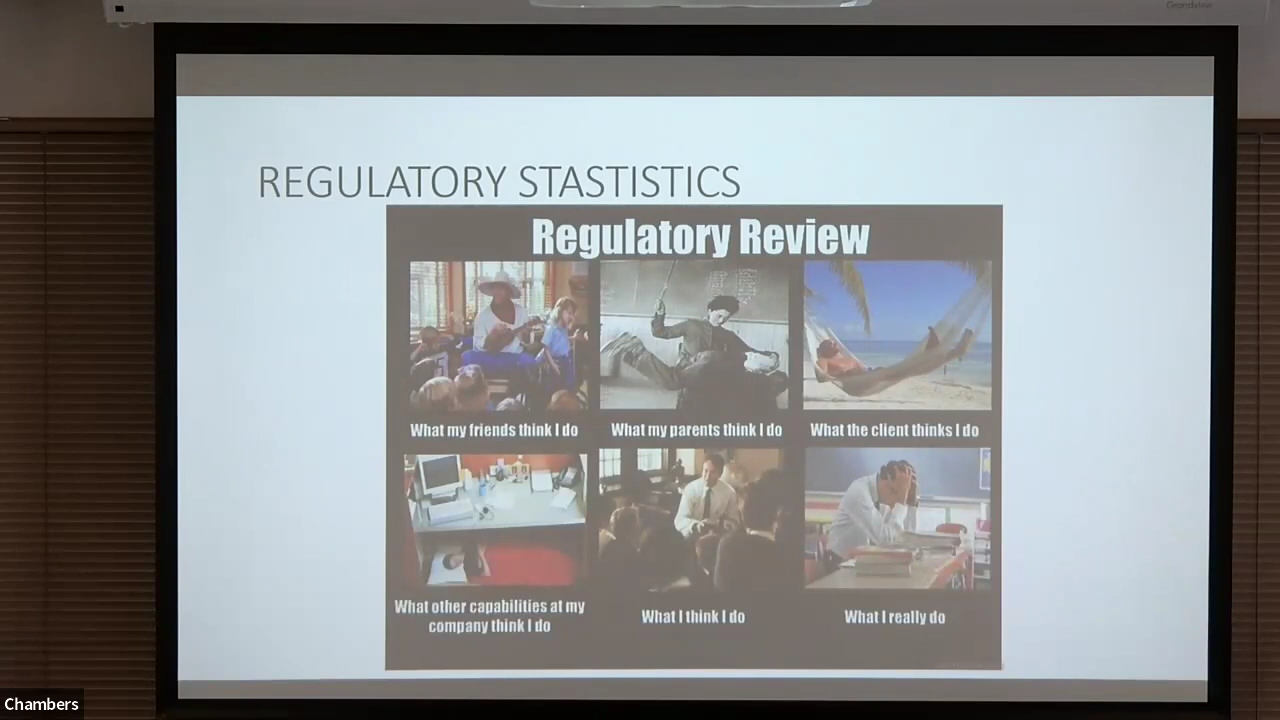 Grandview
REGULATORY STASTISTICS
Regulatory Review
What my friends think I do
What my parents think I do
What the client thinks I do
What other capabilities at my
company think I do
What I think I do
What I really do
Chambers